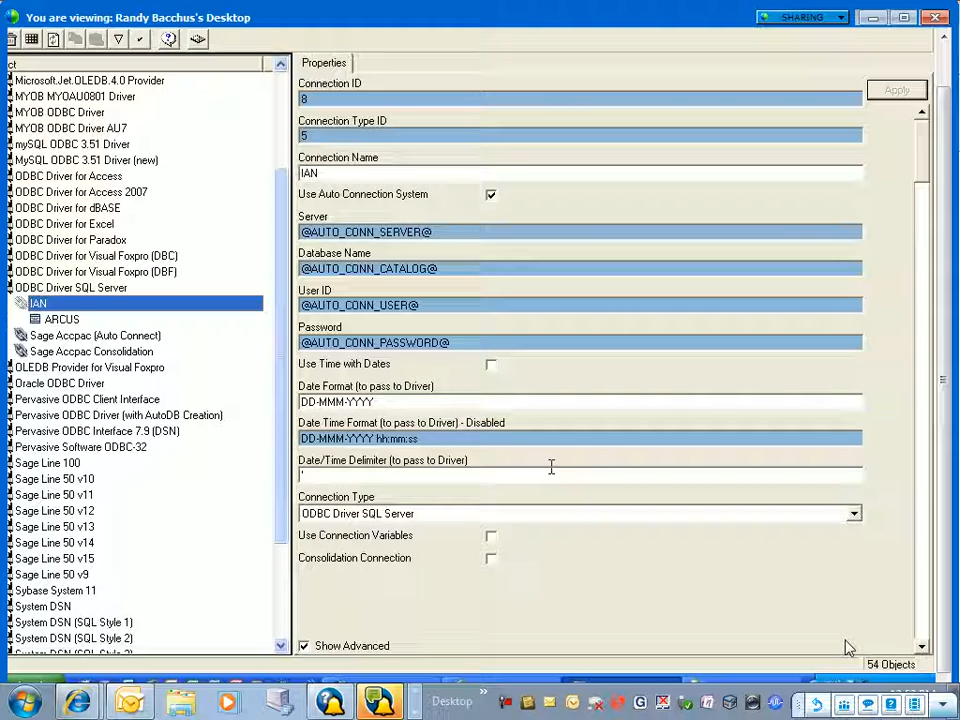 You are viewing: Randy Bacchus's Desktop
SHARING
ct
Microsoft.Jet.OLEDB.4.0 Provider
MYOB MYOAU0801 Driver
MYOB ODBC Driver
MYOB ODBC Driver AU7
mySQL ODBC 3.51 Driver
MySQL ODBC 3.51 Driver (new)
ODBC Driver for Access
ODBC Driver for Access 2007
ODBC Driver for dBASE
ODBC Driver for Excel
ODBC Driver for Paradox
ODBC Driver for Visual Foxpro (DBC)
ODBC Driver for Visual Foxpro (DBF)
ODBC Driver SQL Server
IAN
ARCUS
Sage Accpac (Auto Connect)
Sage Accpac Consolidation
OLEDB Provider for Visual Foxpro
Oracle ODBC Driver
Pervasive ODBC Client Interface
Pervasive ODBC Driver (with AutoDB Creation)
Pervasive ODBC Interface 7.9 (DSN)
Pervasive Software ODBC-32
Sage Line 100
Sage Line 50 v10
Sage Line 50 v11
Sage Line 50 v12
Sage Line 50 v13
Sage Line 50 v14
Sage Line 50 v15
Sage Line 50 v9
Sybase System 11
System DSN
System DSN (SQL Style 1)
System DSN (SQL Style 2)
Properties
Connection ID
8
Apply
Connection Type ID
5
Connection Name
IAN
Use Auto Connection System
Server
@AUTO_CONN_SERVER@
Database Name
@AUTO_CONN_CATALOG@
User ID
@AUTO_CONN_USER@
Password
@AUTO_CONN_PASSWORD@
Use Time with Dates
Date Format (to pass to Driver)
DD-MMM-YYYY
Date Time Format (to pass to Driver) - Disabled
DD-MMM-YYYY hh:mm:ss
Date/Time Delimiter (to pass to Driver)
'
Connection Type
ODBC Driver SQL Server
Use Connection Variables
Consolidation Connection
Show Advanced
54 Objects
Desktop